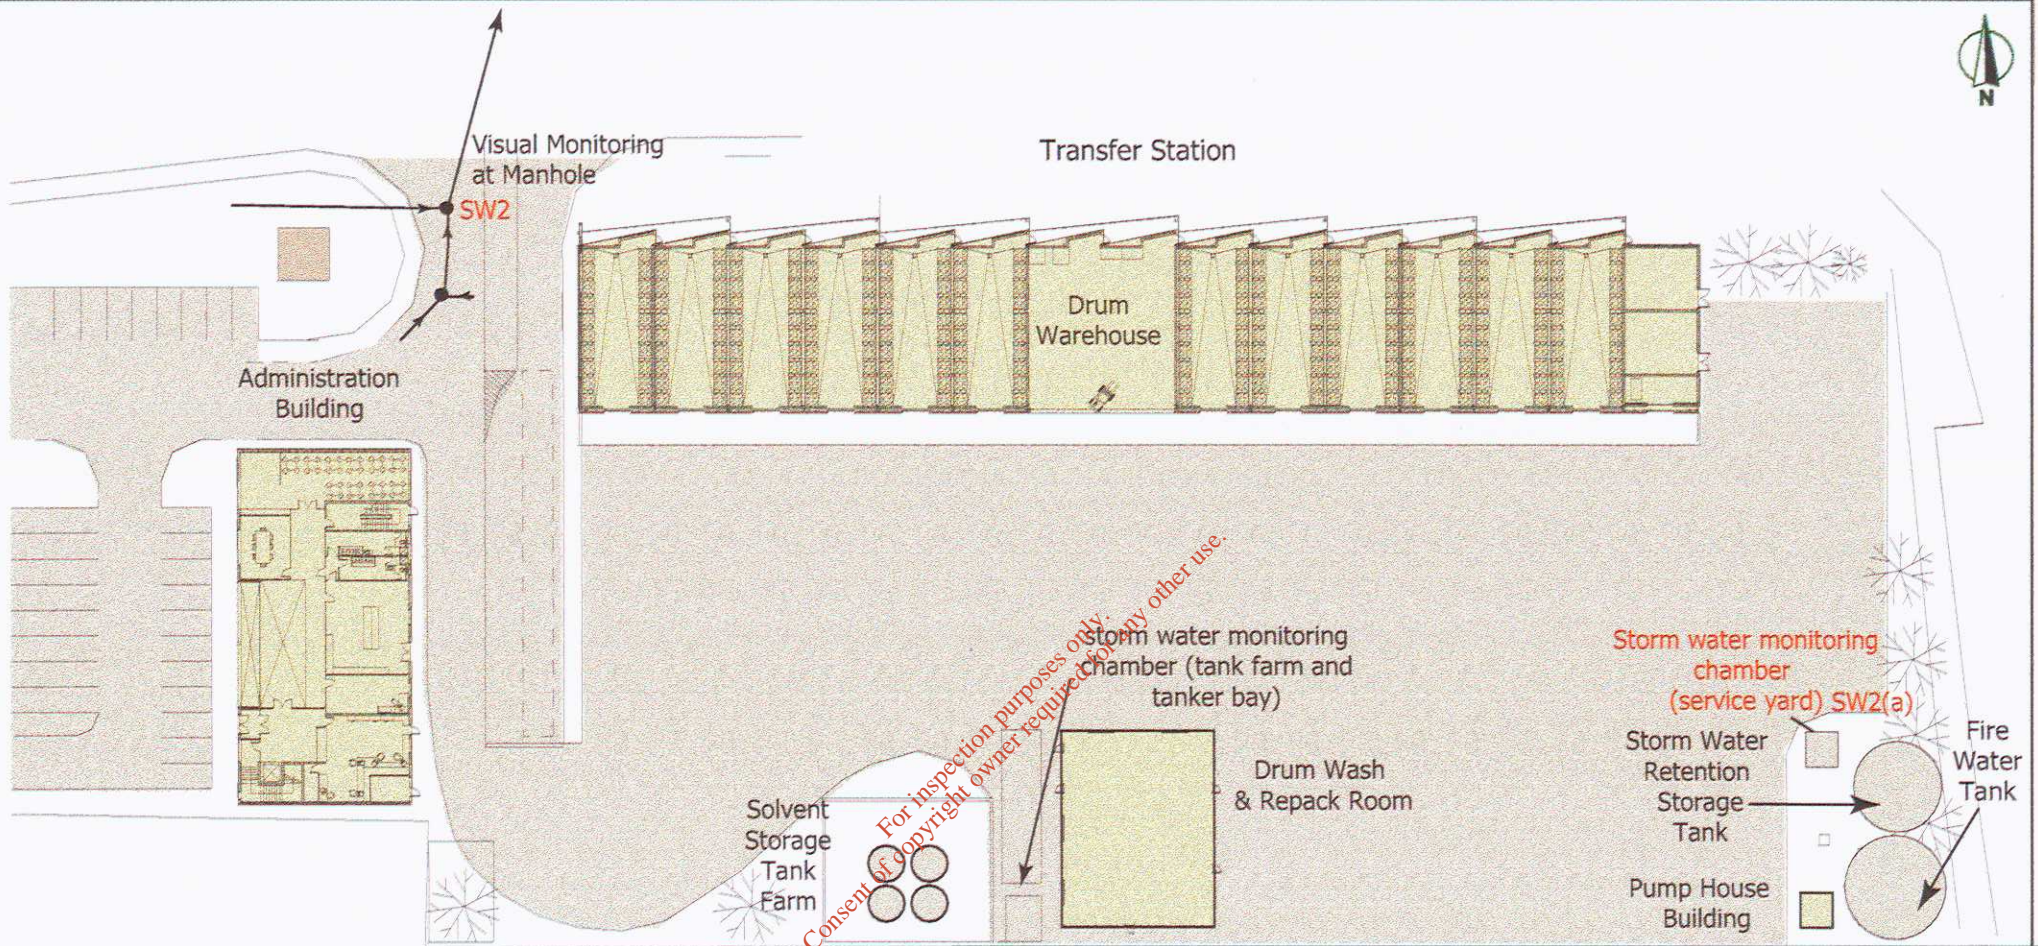 N
Visual Monitoring
at Manhole
SW2
Transfer Station
Drum
Warehouse
Administration
Building
For inspection purposes only.
Consent of copyright owner required for any other use.
storm water monitoring
chamber (tank farm and
tanker bay)
Storm water monitoring
chamber
(service yard) SW2(a)
Storm Water
Retention
Storage
Tank
Fire
Water
Tank
Drum Wash
& Repack Room
Solvent
Storage
Tank
Farm
Pump House
Building